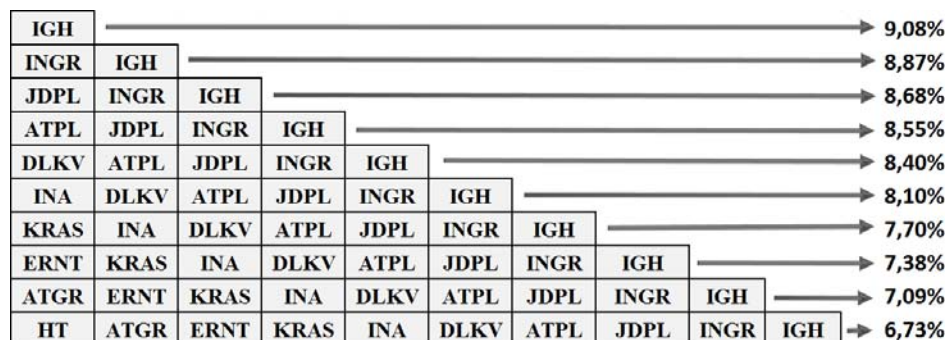 IGH 9,08%
INGR IGH 8,87%
JDPL INGR IGH 8,68%
ATPL JDPL INGR IGH 8,55%
DLKV ATPL JDPL INGR IGH 8,40%
INA DLKV ATPL JDPL INGR IGH 8,10%
KRAS INA DLKV ATPL JDPL INGR IGH 7,70%
ERNT KRAS INA DLKV ATPL JDPL INGR IGH 7,38%
ATGR ERNT KRAS INA DLKV ATPL JDPL INGR IGH 7,09%
HT ATGR ERNT KRAS INA DLKV ATPL JDPL INGR IGH 6,73%